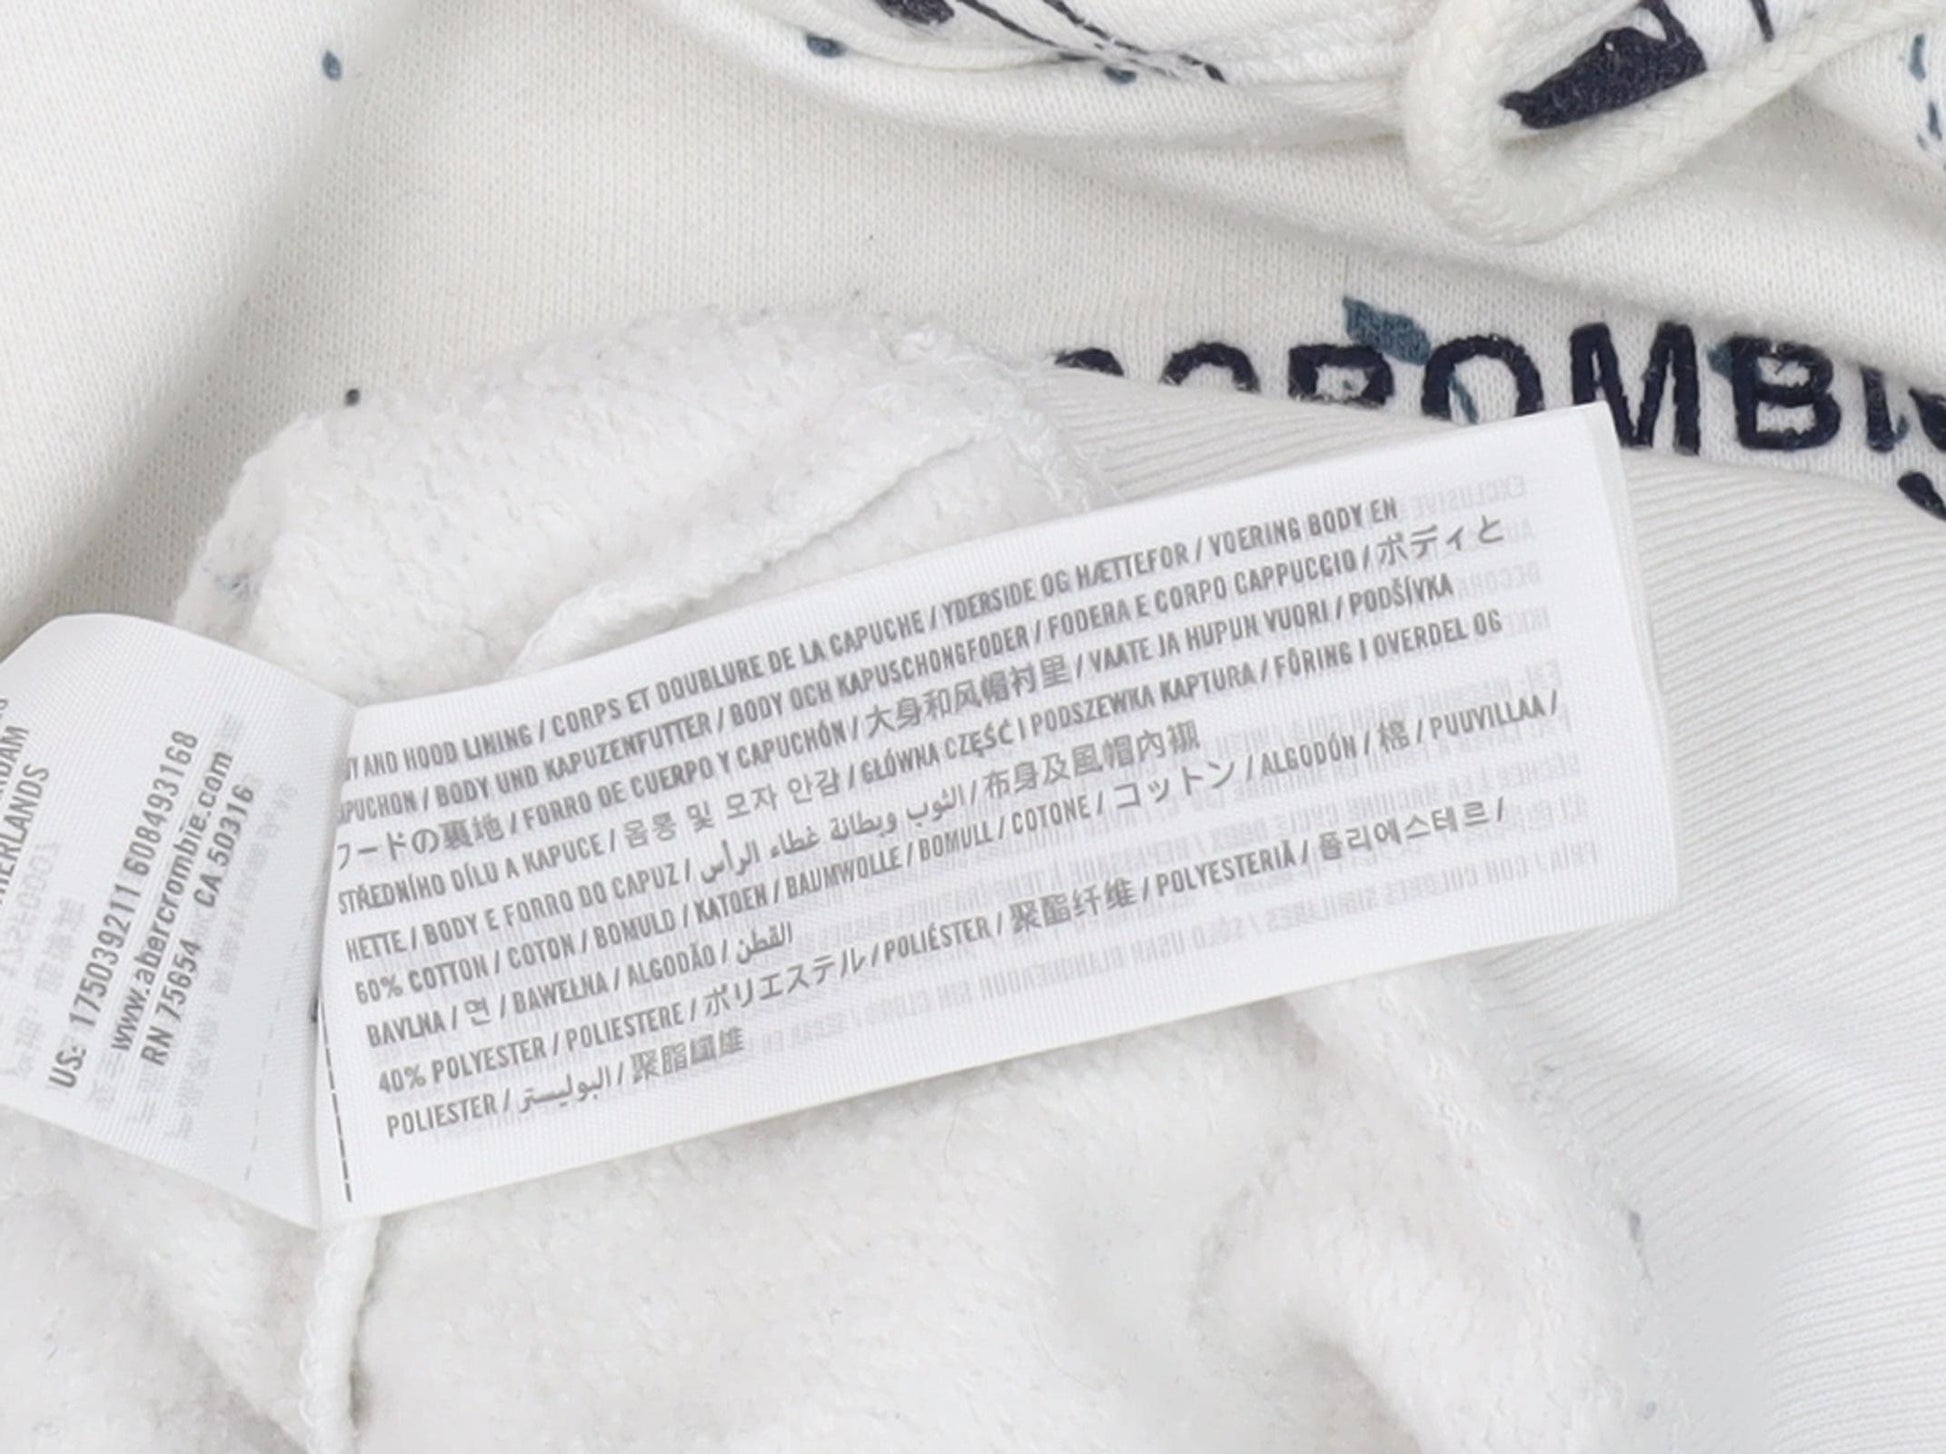 CROMBIE
AND HOOD LINING / CORPS ET DOUBLURE DE LA CAPUCHE / YDERSIDE OG HÆTTEFOR / VOERING BODY EN
PUCHON / BODY UND KAPUZENFUTTER / BODY OCH KAPUSCHONGFODER / FODERA E CORPO CAPPUCCIO / ボディと
フードの裏地 / FORRO DE CUERPO Y CAPUCHÓN / 大身和风帽衬里 / VAATE JA HUPUN VUORI / PODŠÍVKA
STŘEDNÍHO DÍLU A KAPUCE / 몸통 및 모자 안감 / GŁÓWNA CZĘŚĆ I PODSZEWKA KAPTURA / FÔRING I OVERDEL OG
HETTE / BODY E FORRO DO CAPUZ / الثوب وبطانة غطاء الرأس / 布身及風帽內襯
60% COTTON / COTON / BOMULD / KATOEN / BAUMWOLLE / BOMULL / COTONE / コットン / ALGODÓN / 棉 / PUUVILLAA /
BAVLNA / 면 / BAWEŁNA / ALGODÃO / القطن
40% POLYESTER / POLIESTERE / ポリエステル / POLIÉSTER / 聚酯纤维 / POLYESTERIÄ / 폴리에스테르 /
POLIESTER / البوليستر / 聚脂纖維
HERLANDS
US: 175039211 608493168
www.abercrombie.com
RN 75654 CA 50316